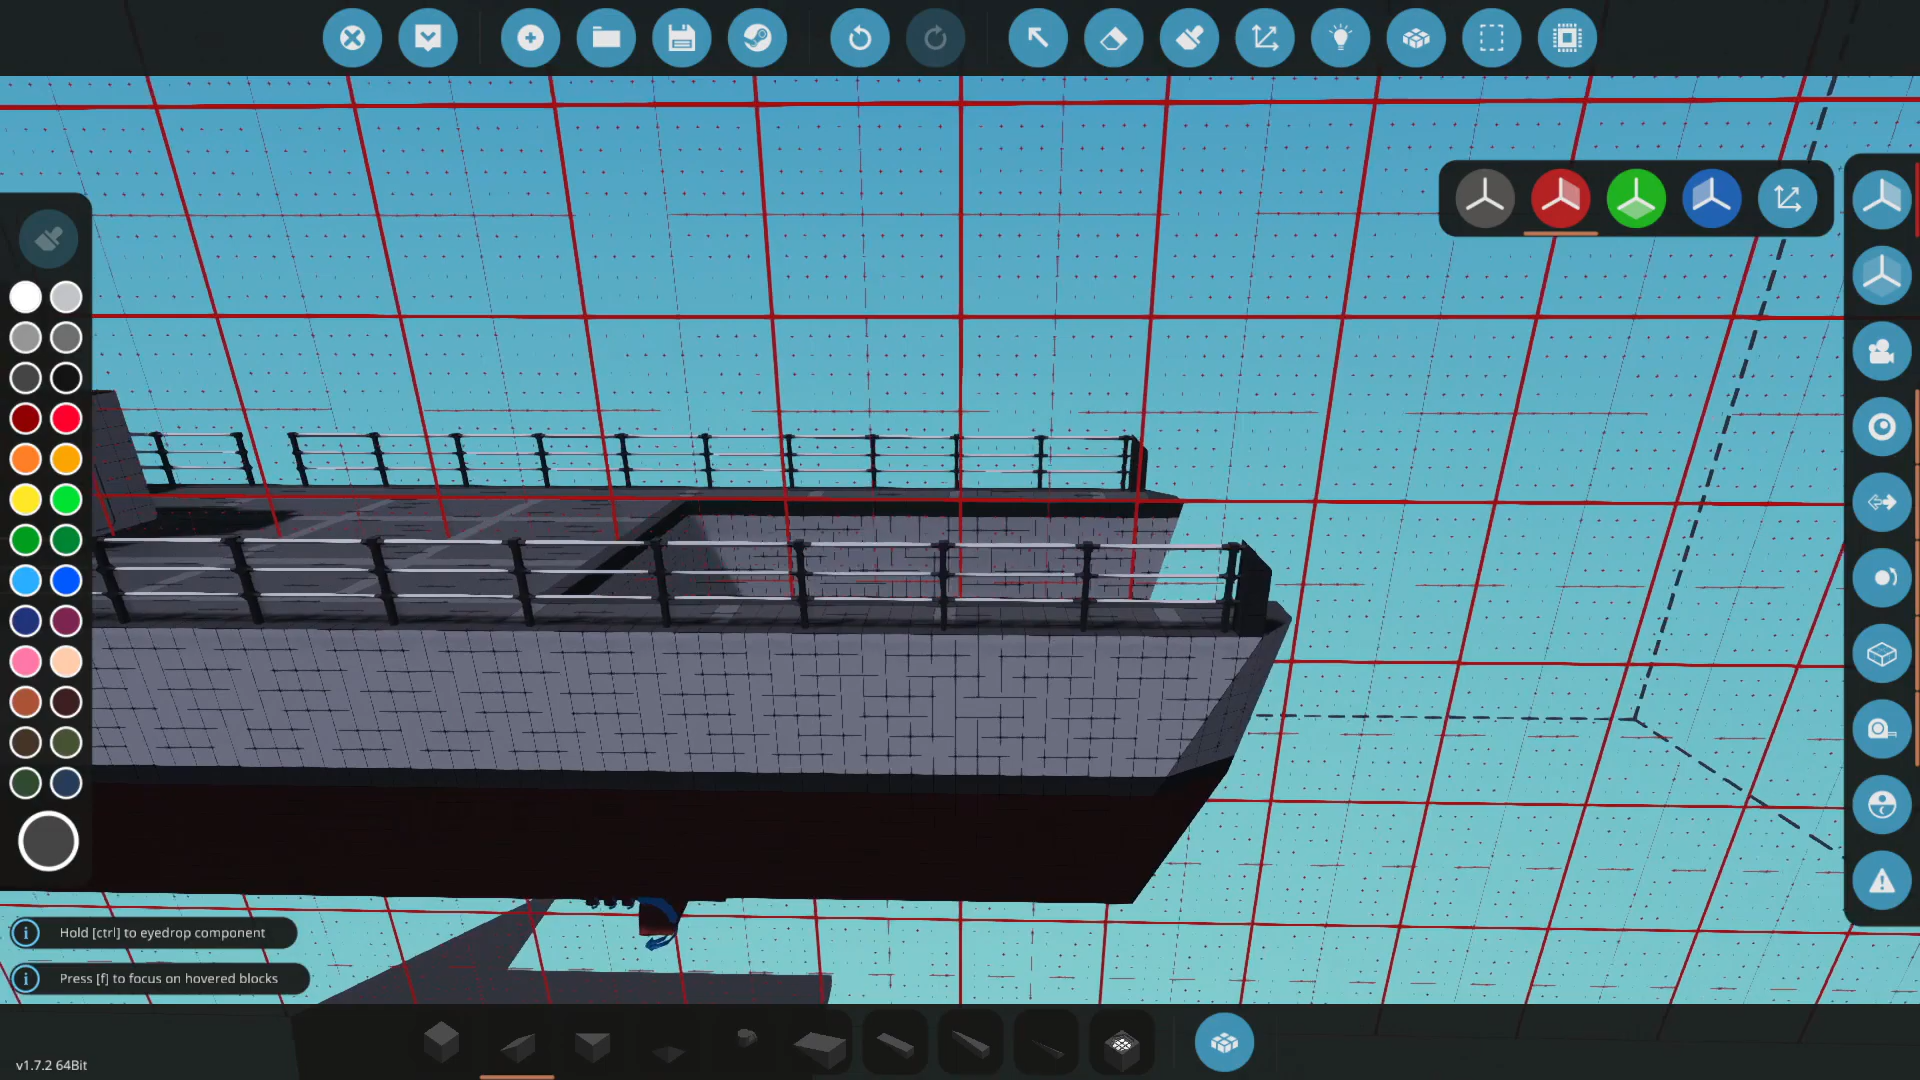 Hold [ctrl] to eyedrop component
Press [f] to focus on hovered blocks
v1.7.2 64Bit